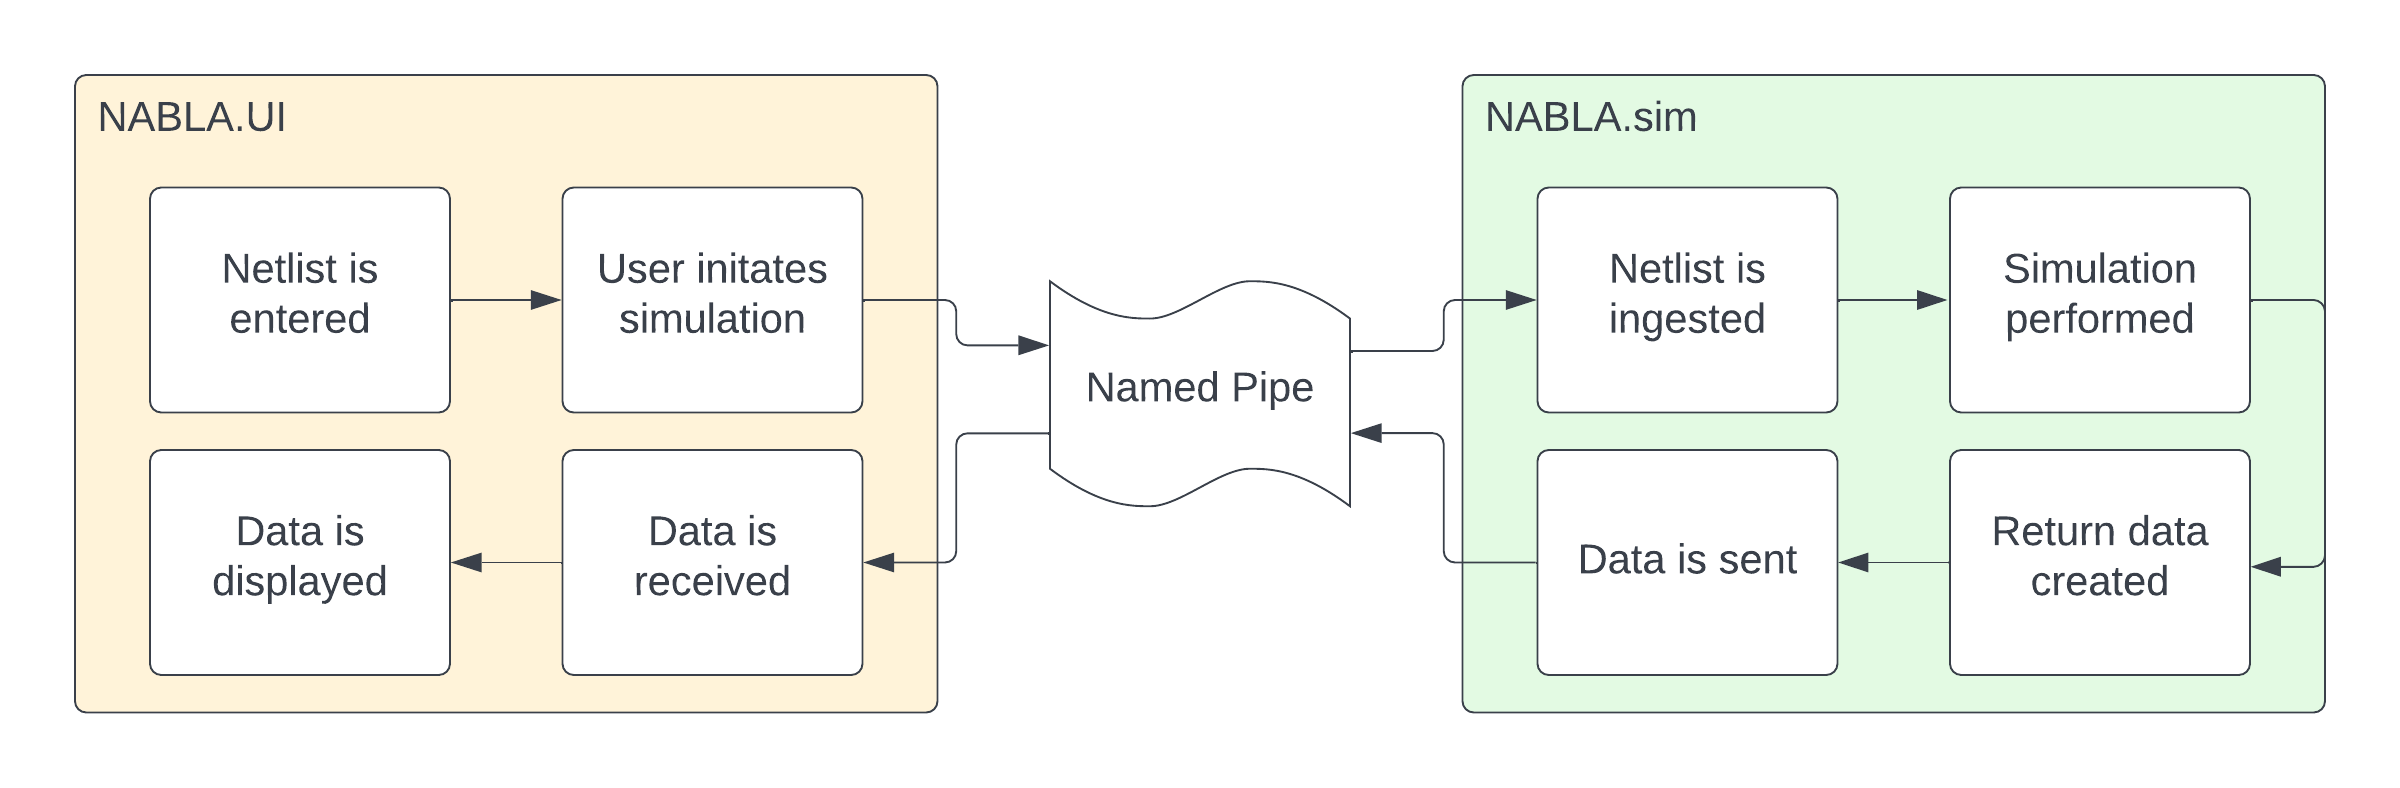 NABLA.UI
Netlist is
entered
User initates
simulation
Data is
displayed
Data is
received
Named Pipe
NABLA.sim
Netlist is
ingested
Simulation
performed
Data is sent
Return data
created